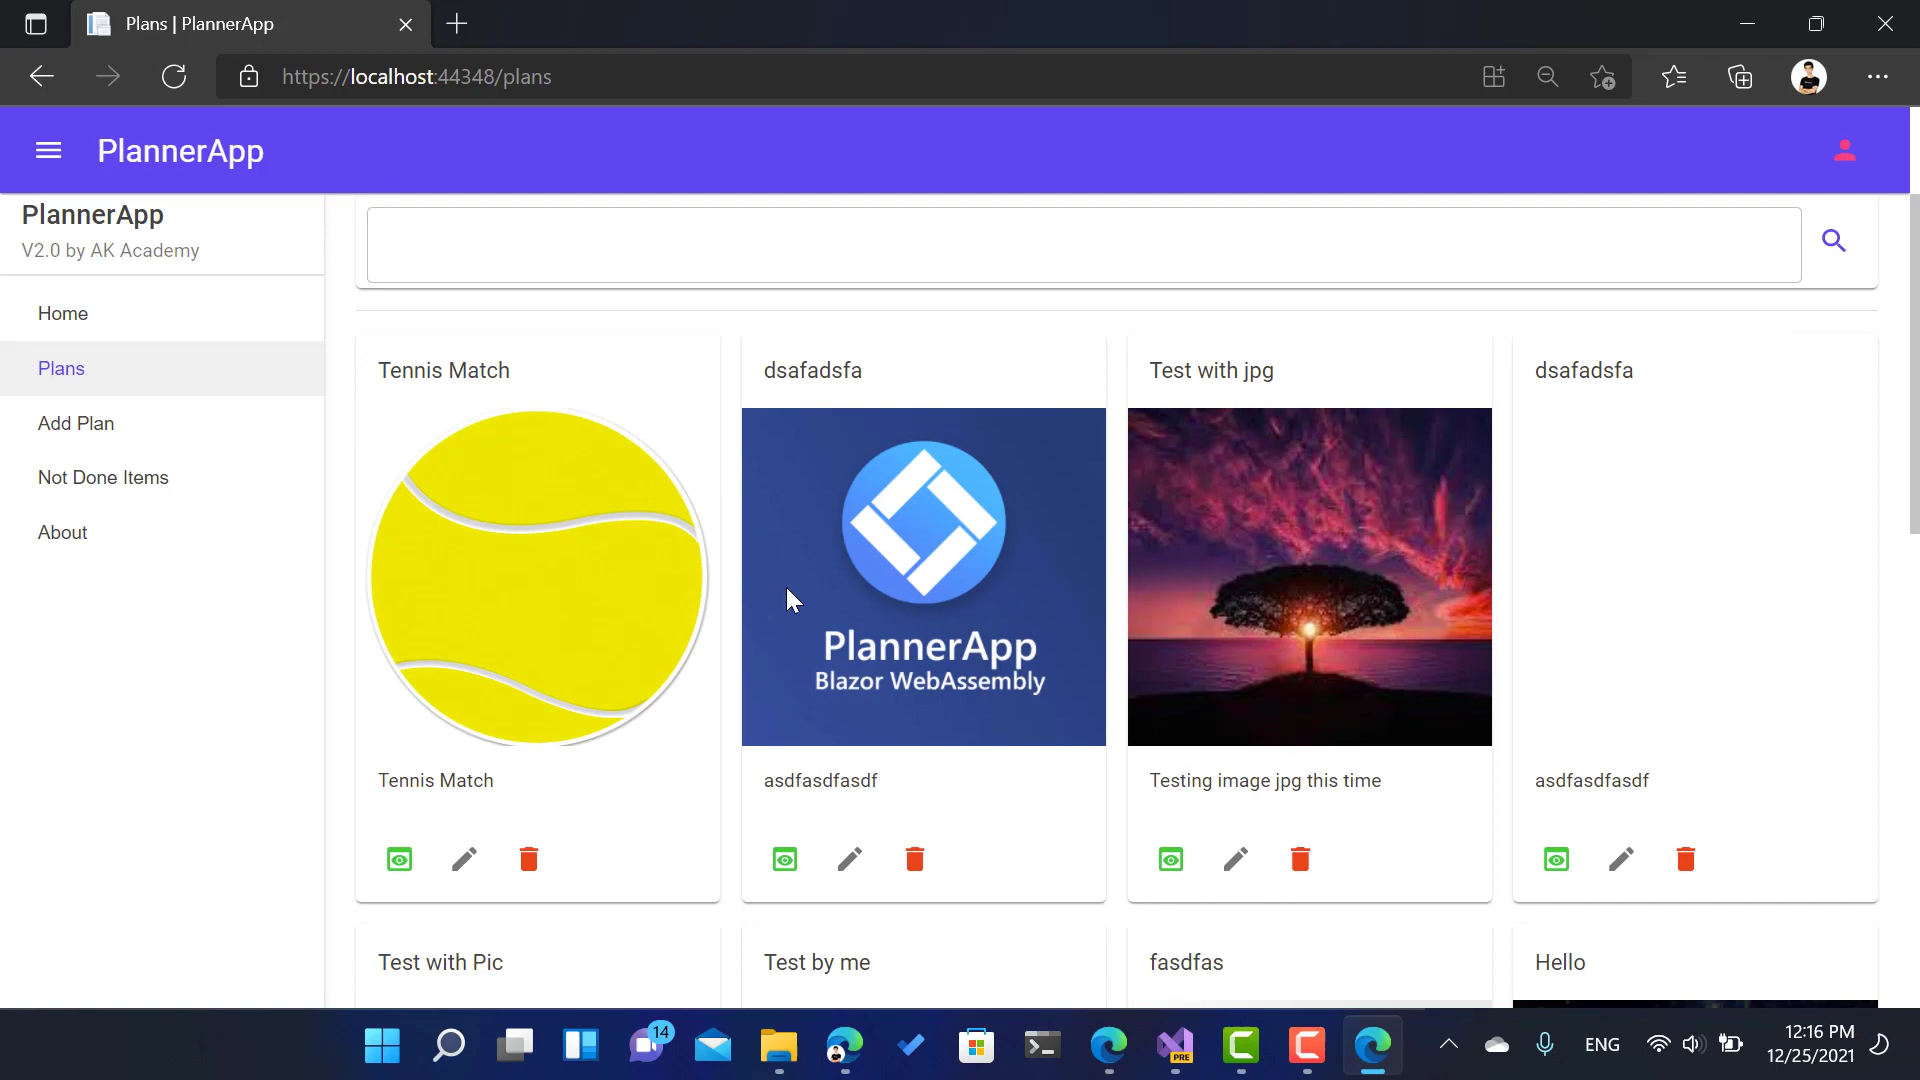 Plans | PlannerApp
https://localhost:44348/plans
PlannerApp
PlannerApp
V2.0 by AK Academy
Home
Plans
Add Plan
Not Done Items
About
Tennis Match
dsafadsfa
Test with jpg
dsafadsfa
PlannerApp
Blazor WebAssembly
Tennis Match
asdfasdfasdf
Testing image jpg this time
asdfasdfasdf
Test with Pic
Test by me
fasdfas
Hello
14
PRE
ENG
12:16 PM
12/25/2021